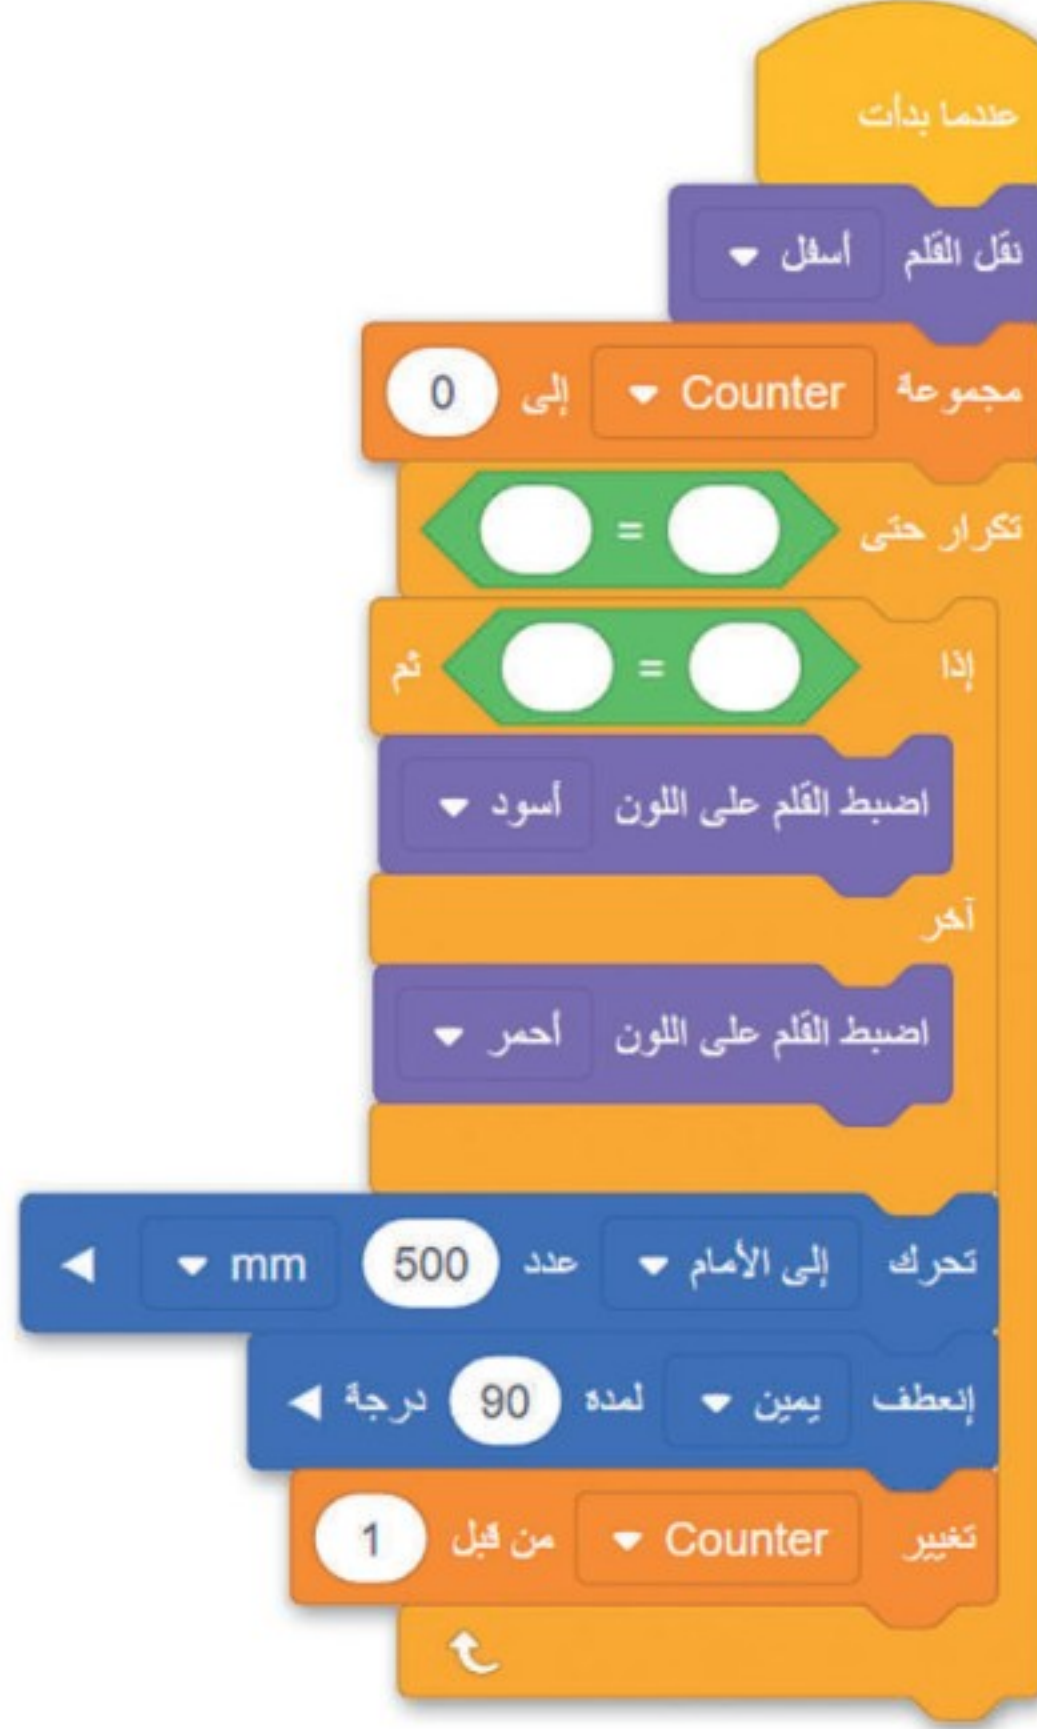 عندما بدأت
نقل القلم أسفل
مجموعة Counter إلى 0
تكرار حتى =
إذا = ثم
اضبط القلم على اللون أسود
آخر
اضبط القلم على اللون أحمر
تحرك إلى الأمام عدد 500 mm
إنعطف يمين لمدة 90 درجة
تغيير Counter من قبل 1